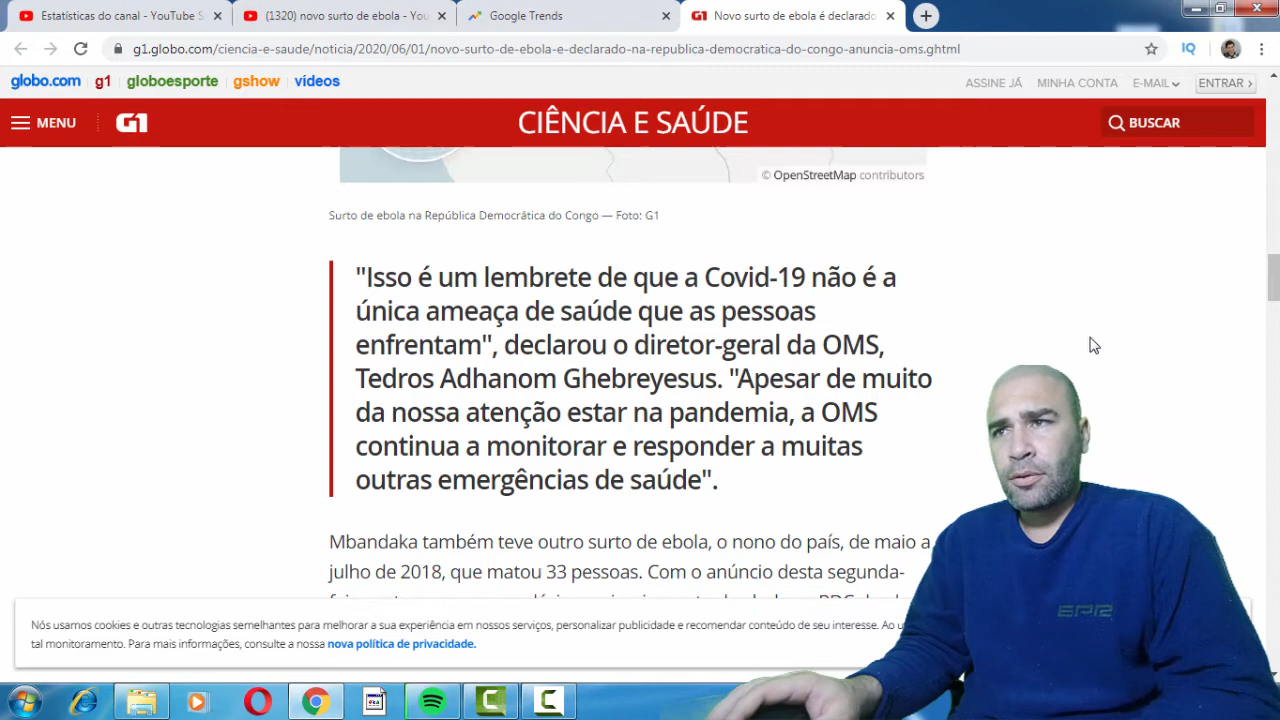 Estatísticas do canal - YouTube S
(1320) novo surto de ebola - You
Google Trends
Novo surto de ebola é declarado
g1.globo.com/ciencia-e-saude/noticia/2020/06/01/novo-surto-de-ebola-e-declarado-na-republica-democratica-do-congo-anuncia-oms.ghtml
IQ
globo.com g1 globoesporte gshow vídeos
ASSINE JÁ MINHA CONTA E-MAIL ENTRAR
MENU G1 CIÊNCIA E SAÚDE BUSCAR
© OpenStreetMap contributors
Surto de ebola na República Democrática do Congo — Foto: G1
"Isso é um lembrete de que a Covid-19 não é a
única ameaça de saúde que as pessoas
enfrentam", declarou o diretor-geral da OMS,
Tedros Adhanom Ghebreyesus. "Apesar de muito
da nossa atenção estar na pandemia, a OMS
continua a monitorar e responder a muitas
outras emergências de saúde".
Mbandaka também teve outro surto de ebola, o nono do país, de maio a
julho de 2018, que matou 33 pessoas. Com o anúncio desta segunda-
Nós usamos cookies e outras tecnologias semelhantes para melhorar a sua experiência em nossos serviços, personalizar publicidade e recomendar conteúdo de seu interesse. Ao
tal monitoramento. Para mais informações, consulte a nossa nova política de privacidade.